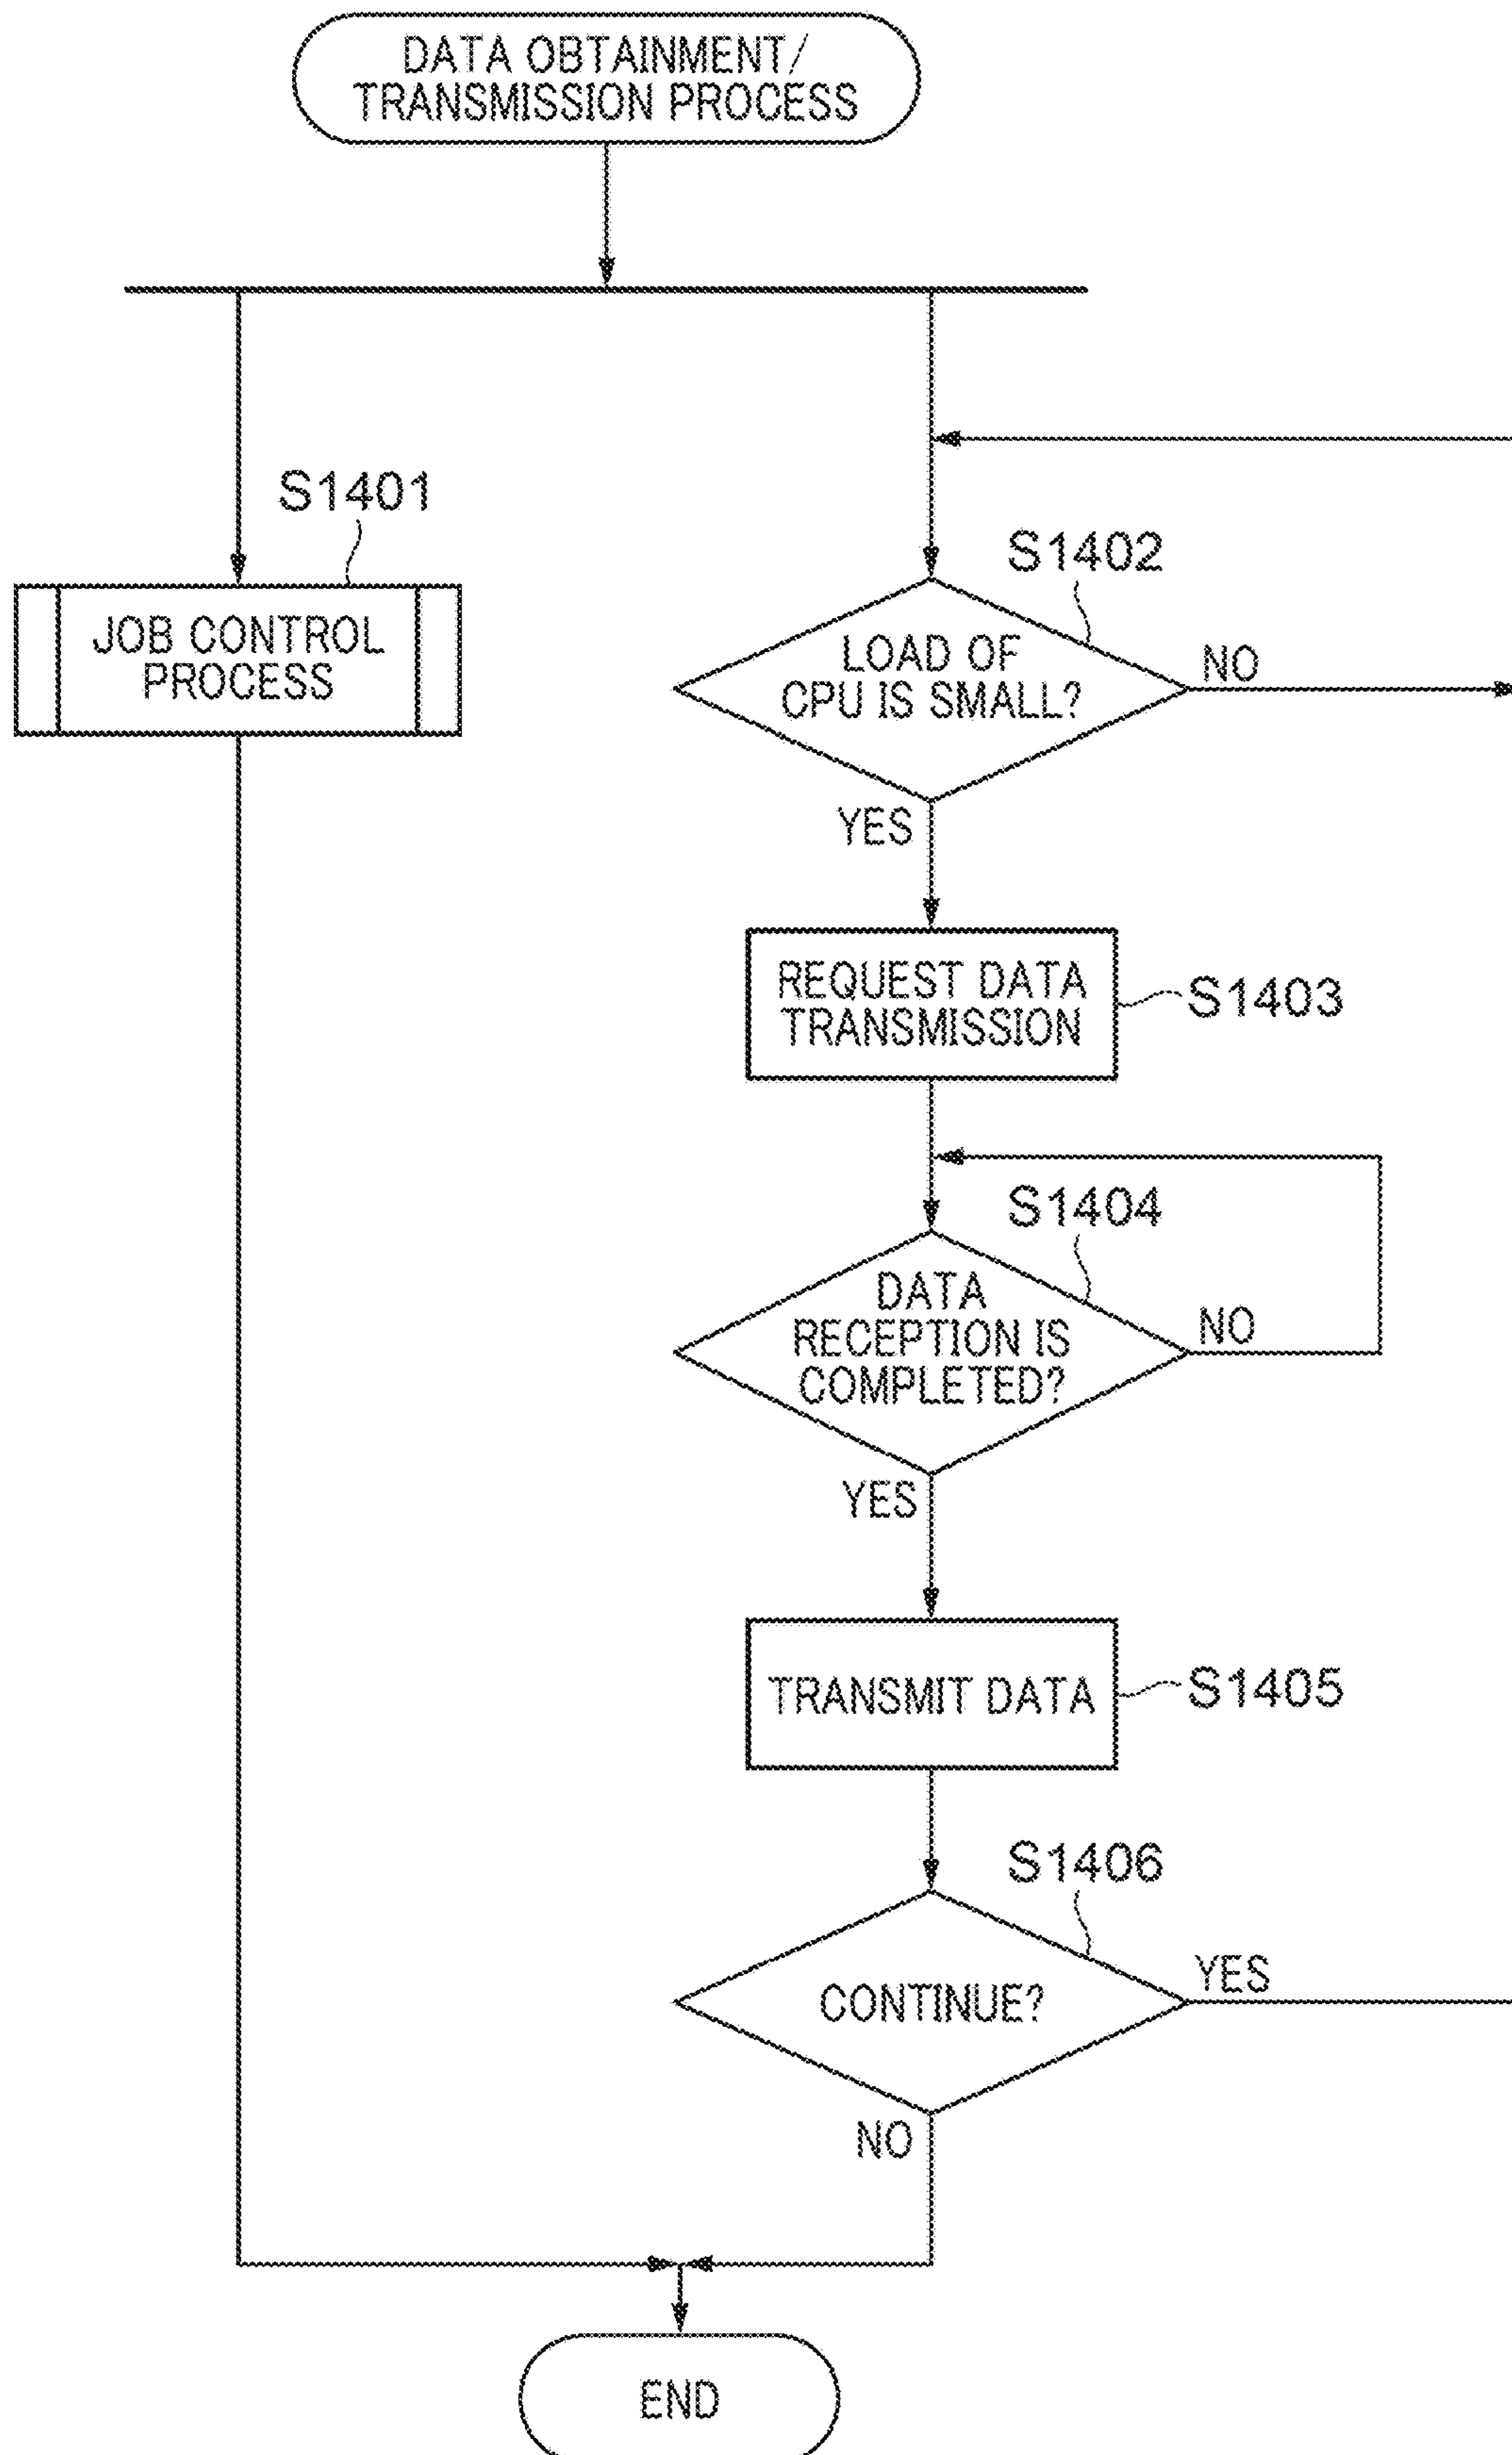 DATA OBTAINMENT/
TRANSMISSION PROCESS
S1401
JOB CONTROL
PROCESS
S1402
LOAD OF
CPU IS SMALL?
NO
YES
REQUEST DATA
TRANSMISSION
S1403
S1404
DATA
RECEPTION IS
COMPLETED?
NO
YES
TRANSMIT DATA
S1405
S1406
CONTINUE?
YES
NO
END